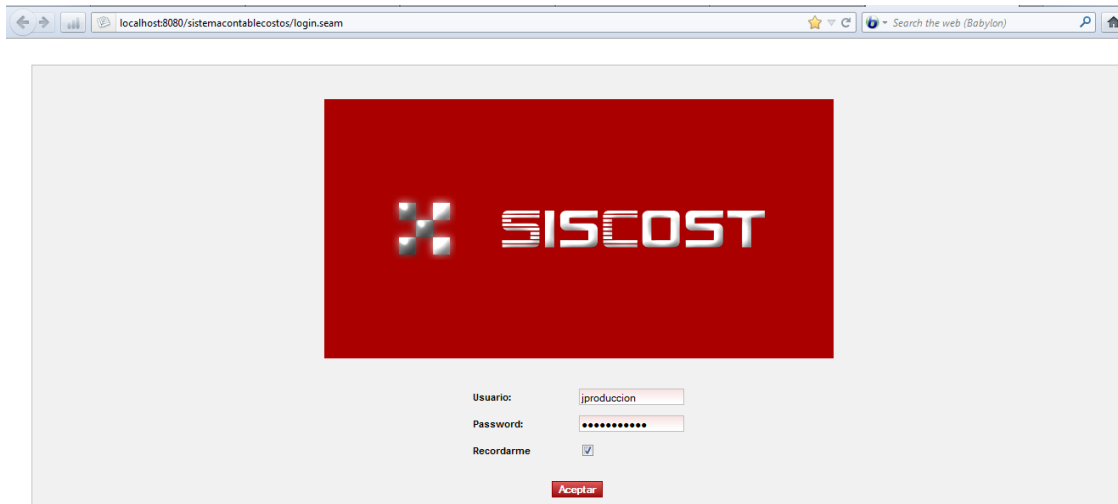 localhost:8080/sistemacontablecostos/login.seam
Search the web (Babylon)
SISCOST
Usuario:
jproduccion
Password:
•••••••••••
Recordarme
Aceptar